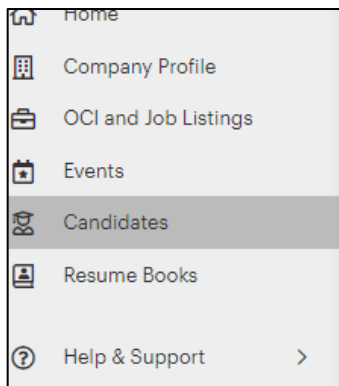 Home
Company Profile
OCI and Job Listings
Events
Candidates
Resume Books
Help & Support